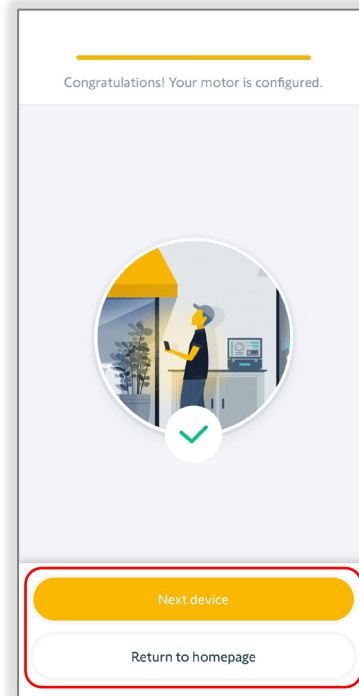 Congratulations! Your motor is configured.
Next device
Return to homepage